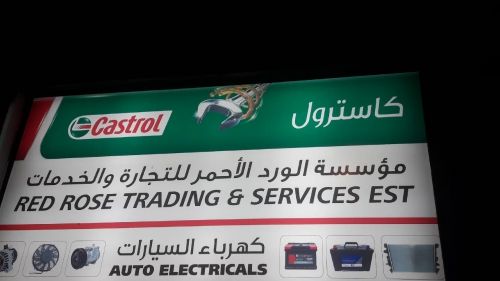 Castrol كاسترول
مؤسسة الورد الأحمر للتجارة والخدمات
RED ROSE TRADING & SERVICES EST
كهرباء السيارات
AUTO ELECTRICALS